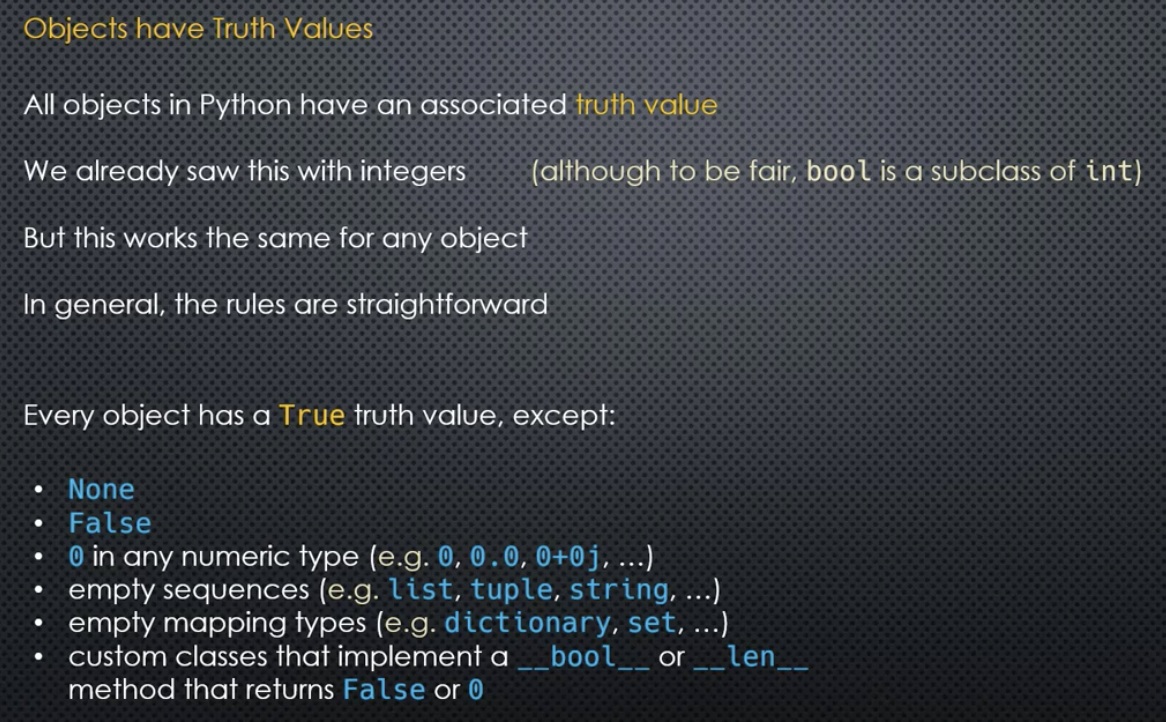 Objects have Truth Values
All objects in Python have an associated truth value
We already saw this with integers (although to be fair, bool is a subclass of int)
But this works the same for any object
In general, the rules are straightforward
Every object has a True truth value, except:
• None
• False
• 0 in any numeric type (e.g. 0, 0.0, 0+0j, …)
• empty sequences (e.g. list, tuple, string, …)
• empty mapping types (e.g. dictionary, set, …)
• custom classes that implement a __bool__ or __len__
method that returns False or 0